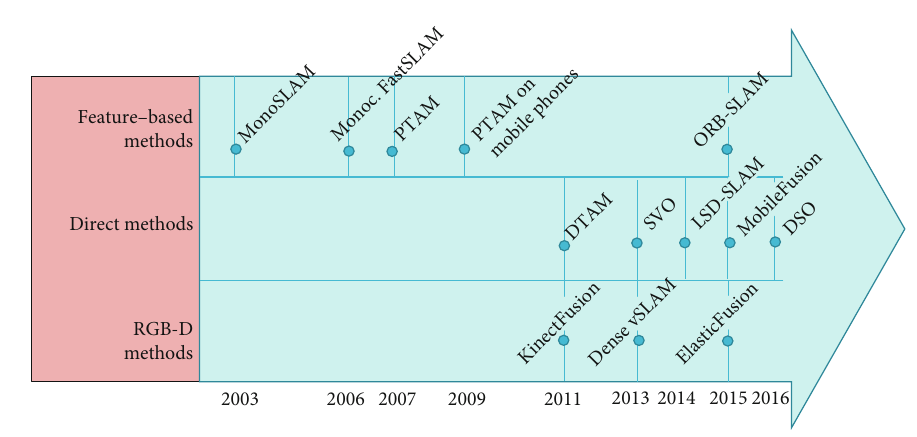 Feature–based
methods
MonoSLAM
Monoc. FastSLAM
PTAM
PTAM on
mobile phones
ORB-SLAM
Direct methods
DTAM
SVO
LSD-SLAM
MobileFusion
DSO
RGB-D
methods
KinectFusion
Dense vSLAM
ElasticFusion
2003
2006
2007
2009
2011
2013
2014
2015
2016